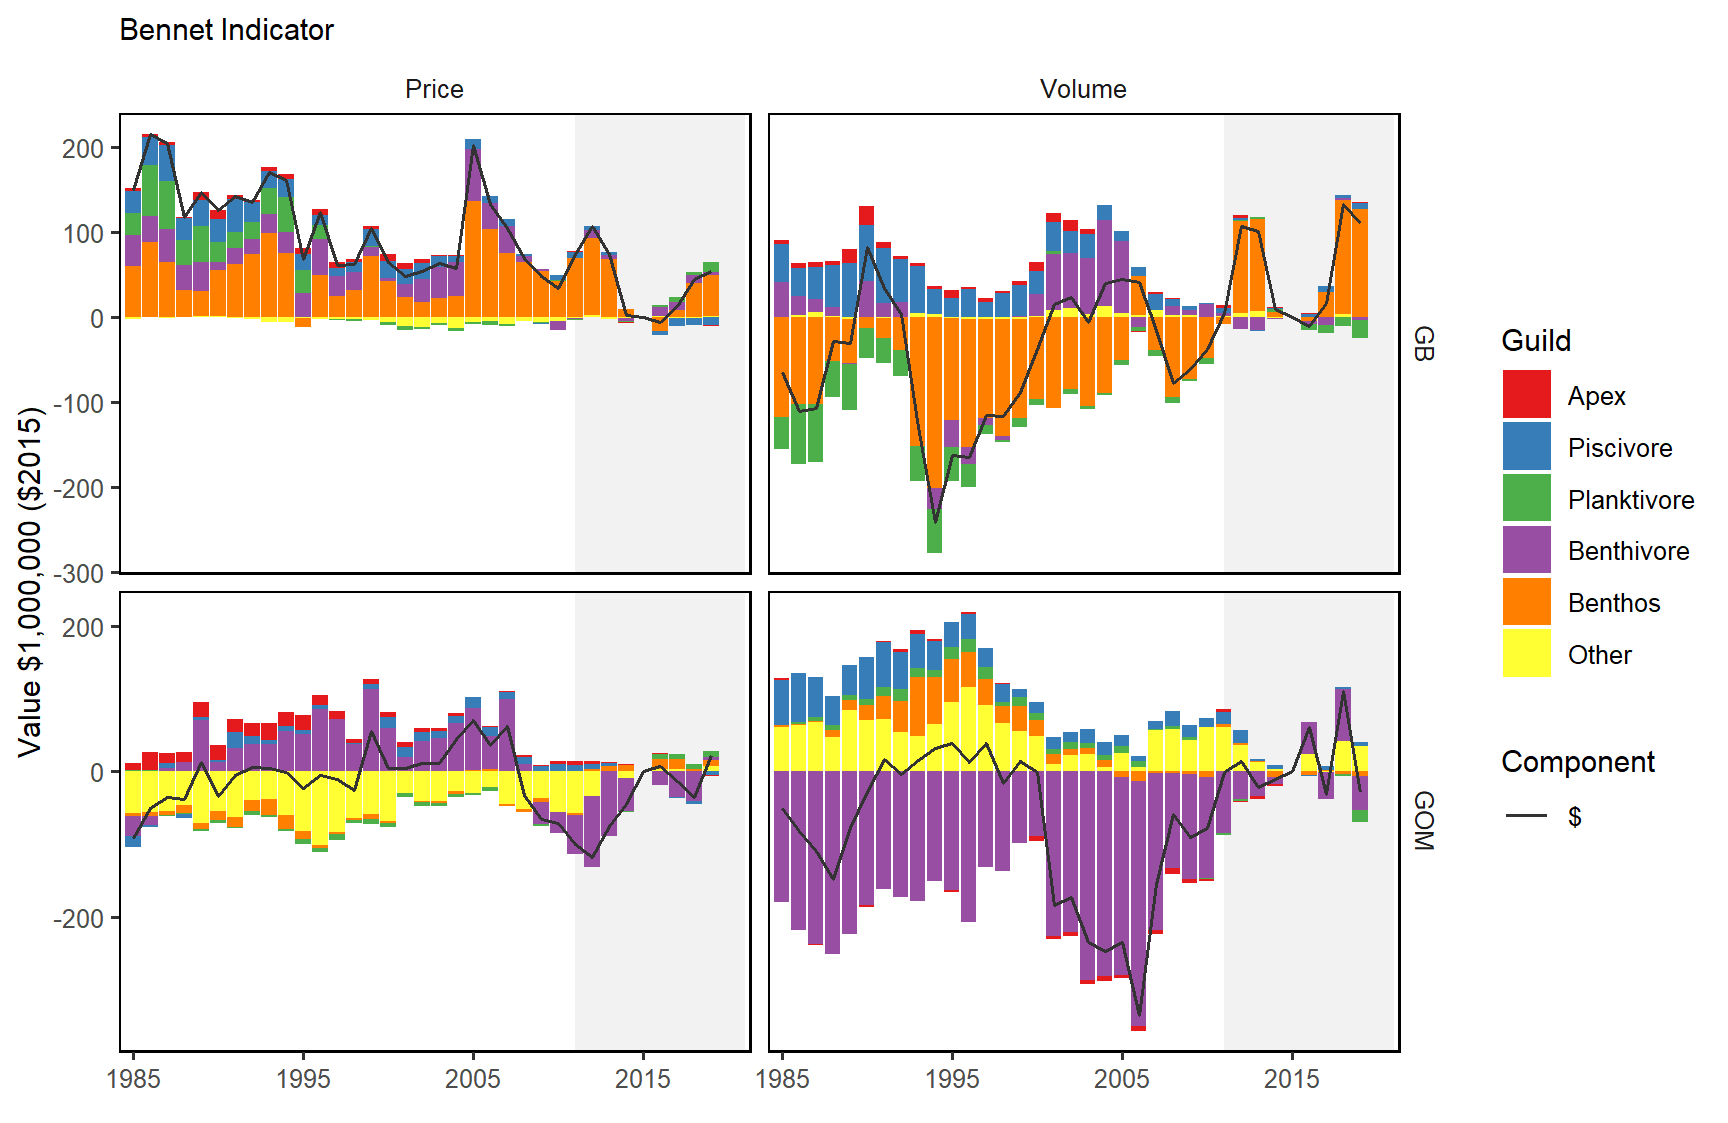 Bennet Indicator
Price
Volume
Value $1,000,000 ($2015)
200
100
0
-100
-200
-300
GB
200
0
-200
GOM
1985
1995
2005
2015
1985
1995
2005
2015
Guild
Apex
Piscivore
Planktivore
Benthivore
Benthos
Other
Component
$